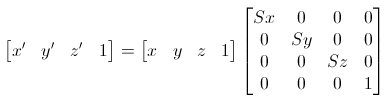 [x′ y′ z′ 1] = [x y z 1] [Sx 0 0 0
0 Sy 0 0
0 0 Sz 0
0 0 0 1]